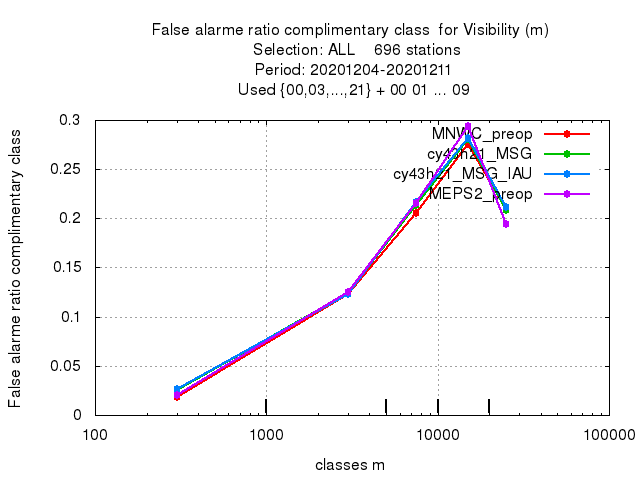 False alarme ratio complimentary class for Visibility (m)
Selection: ALL 696 stations
Period: 20201204-20201211
Used {00,03,...,21} + 00 01 ... 09
False alarme ratio complimentary class
0.3
0.25
0.2
0.15
0.1
0.05
0
MNWC_preop
cy43h21_MSG
cy43h21_MSG_IAU
MEPS2_preop
100
1000
10000
100000
classes m